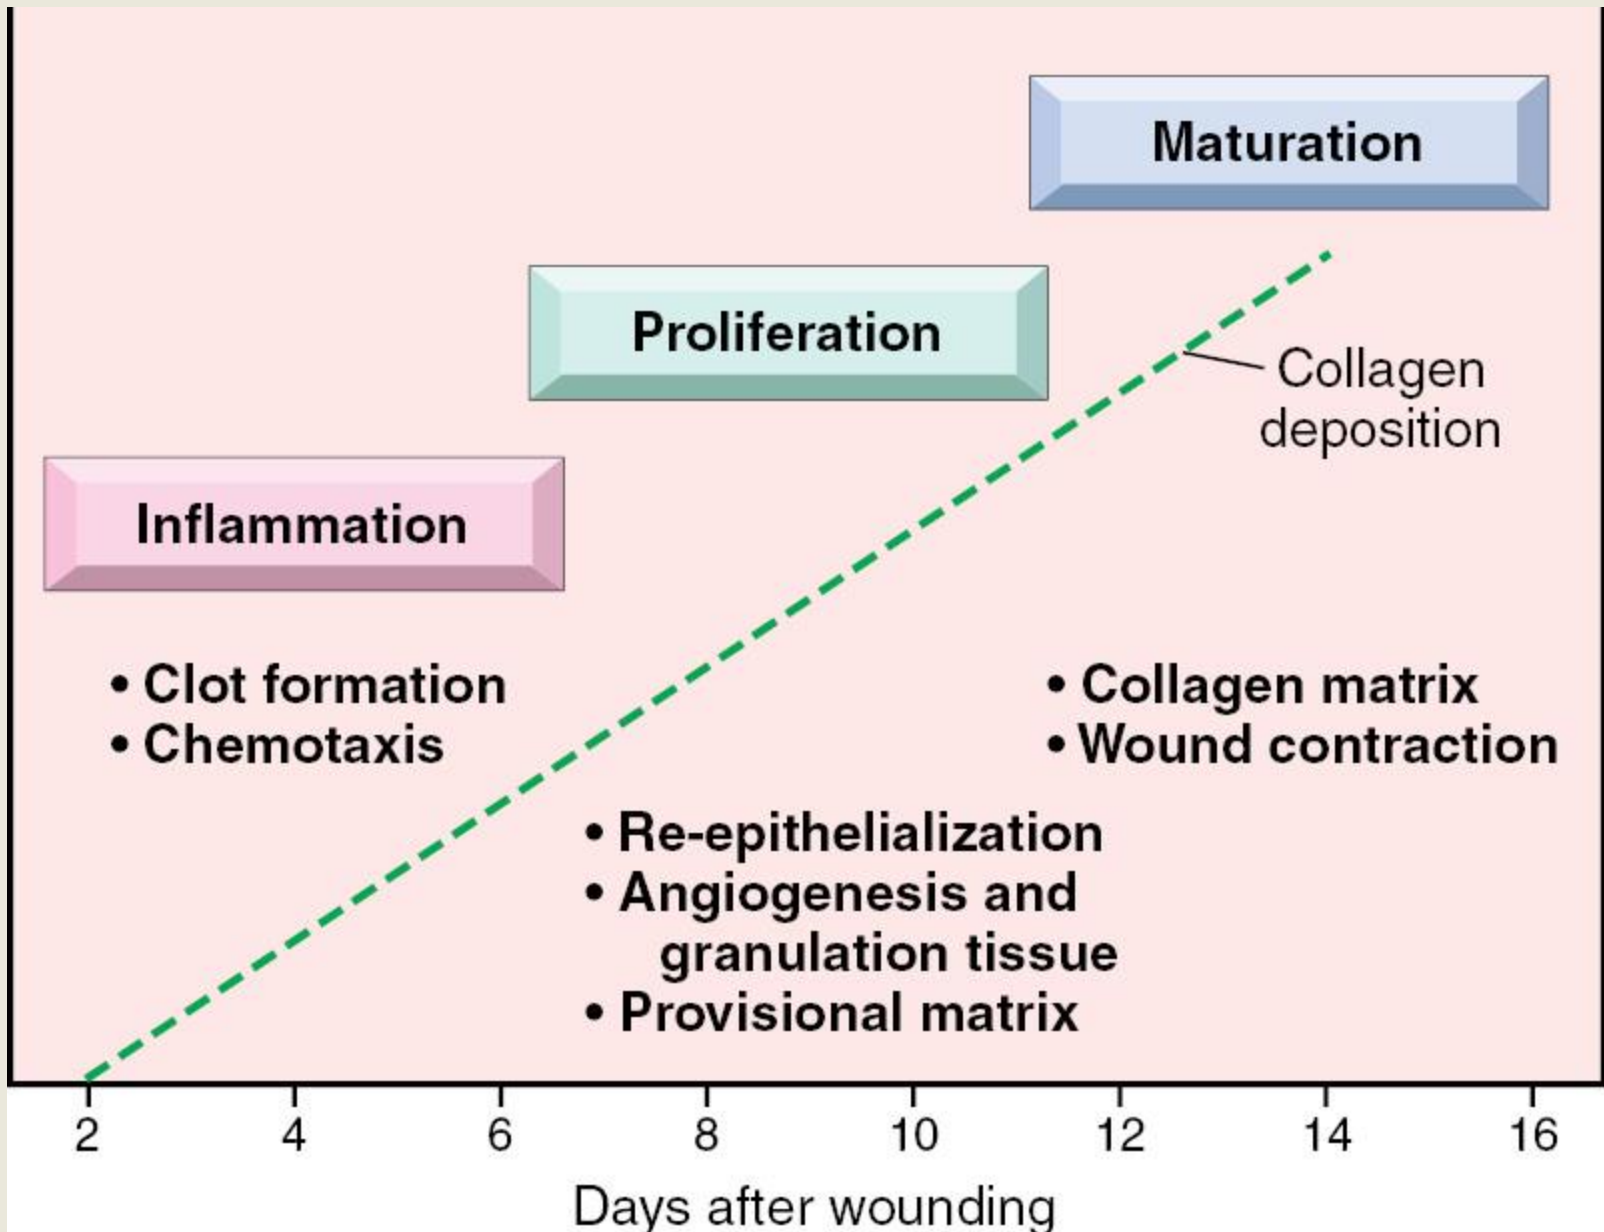 Maturation
Proliferation
Collagen
deposition
Inflammation
• Clot formation
• Chemotaxis
• Collagen matrix
• Wound contraction
• Re-epithelialization
• Angiogenesis and
granulation tissue
• Provisional matrix
2 4 6 8 10 12 14 16
Days after wounding